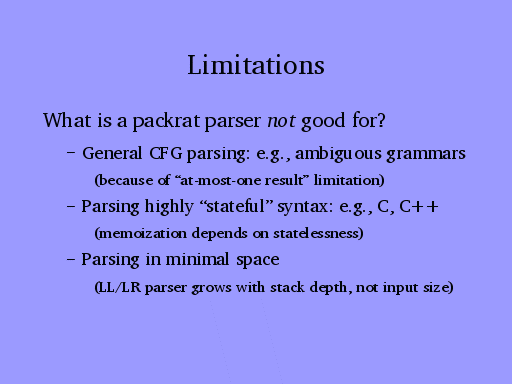 Limitations
What is a packrat parser not good for?
– General CFG parsing: e.g., ambiguous grammars
(because of “at-most-one result” limitation)
– Parsing highly “stateful” syntax: e.g., C, C++
(memoization depends on statelessness)
– Parsing in minimal space
(LL/LR parser grows with stack depth, not input size)